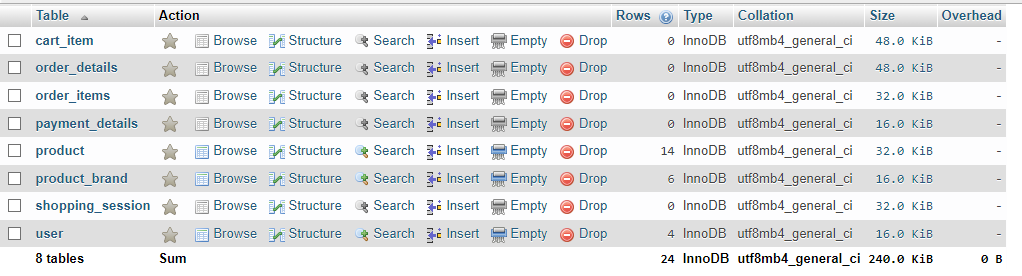 Table Action Rows Type Collation Size Overhead
cart_item Browse Structure Search Insert Empty Drop 0 InnoDB utf8mb4_general_ci 48.0 KiB -
order_details Browse Structure Search Insert Empty Drop 0 InnoDB utf8mb4_general_ci 48.0 KiB -
order_items Browse Structure Search Insert Empty Drop 0 InnoDB utf8mb4_general_ci 32.0 KiB -
payment_details Browse Structure Search Insert Empty Drop 0 InnoDB utf8mb4_general_ci 16.0 KiB -
product Browse Structure Search Insert Empty Drop 14 InnoDB utf8mb4_general_ci 32.0 KiB -
product_brand Browse Structure Search Insert Empty Drop 6 InnoDB utf8mb4_general_ci 16.0 KiB -
shopping_session Browse Structure Search Insert Empty Drop 0 InnoDB utf8mb4_general_ci 32.0 KiB -
user Browse Structure Search Insert Empty Drop 4 InnoDB utf8mb4_general_ci 16.0 KiB -
8 tables Sum 24 InnoDB utf8mb4_general_ci 240.0 KiB 0 B